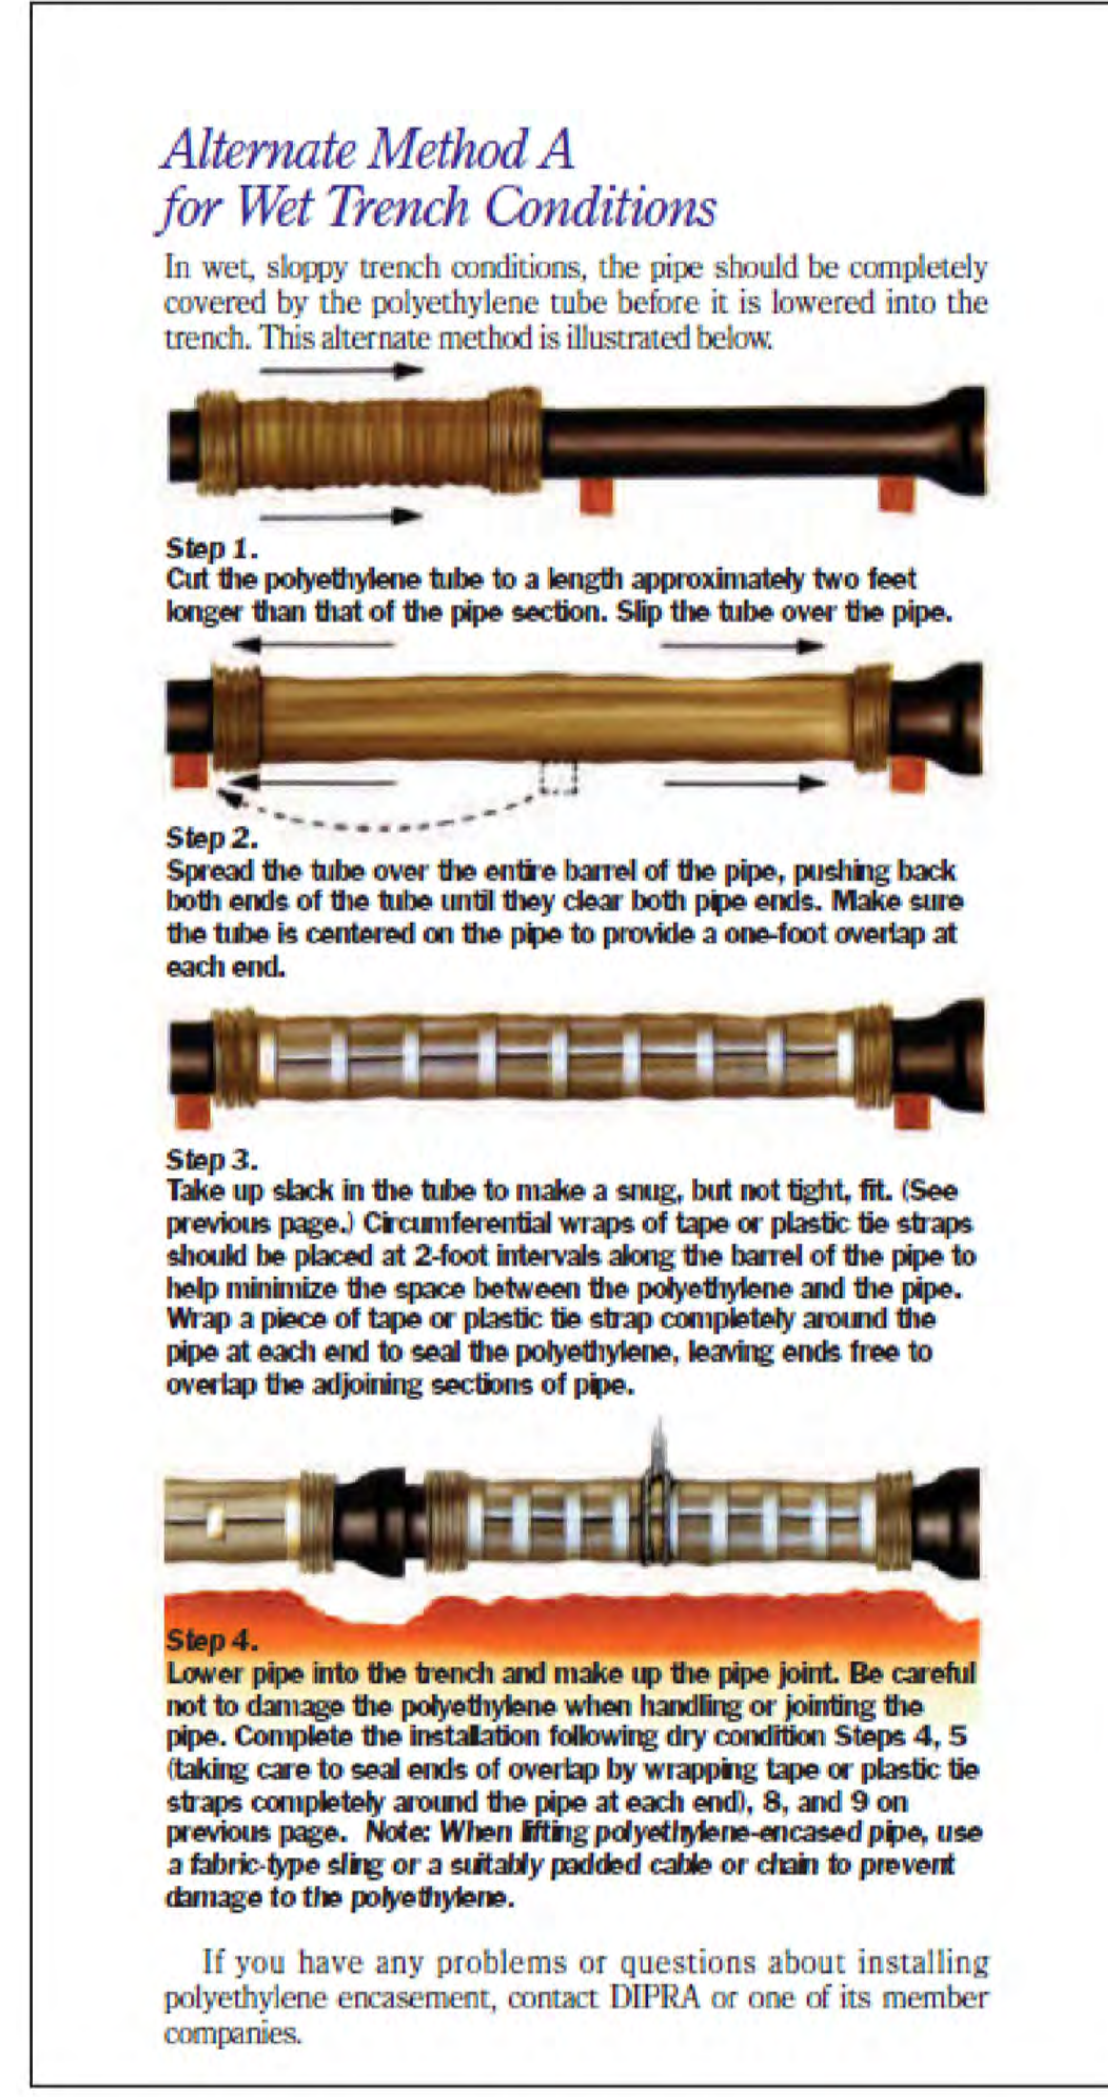 Alternate Method A
for Wet Trench Conditions
In wet, sloppy trench conditions, the pipe should be completely
covered by the polyethylene tube before it is lowered into the
trench. This alternate method is illustrated below.
Step 1.
Cut the polyethylene tube to a length approximately two feet
longer than that of the pipe section. Slip the tube over the pipe.
Step 2.
Spread the tube over the entire barrel of the pipe, pushing back
both ends of the tube until they clear both pipe ends. Make sure
the tube is centered on the pipe to provide a one-foot overlap at
each end.
Step 3.
Take up slack in the tube to make a snug, but not tight, fit. (See
previous page.) Circumferential wraps of tape or plastic tie straps
should be placed at 2-foot intervals along the barrel of the pipe to
help minimize the space between the polyethylene and the pipe.
Wrap a piece of tape or plastic tie strap completely around the
pipe at each end to seal the polyethylene, leaving ends free to
overlap the adjoining sections of pipe.
Step 4.
Lower pipe into the trench and make up the pipe joint. Be careful
not to damage the polyethylene when handling or jointing the
pipe. Complete the installation following dry condition Steps 4, 5
(taking care to seal ends of overlap by wrapping tape or plastic tie
straps completely around the pipe at each end), 8, and 9 on
previous page. Note: When lifting polyethylene-encased pipe, use
a fabric-type sling or a suitably padded cable or chain to prevent
damage to the polyethylene.
If you have any problems or questions about installing
polyethylene encasement, contact DIPRA or one of its member
companies.